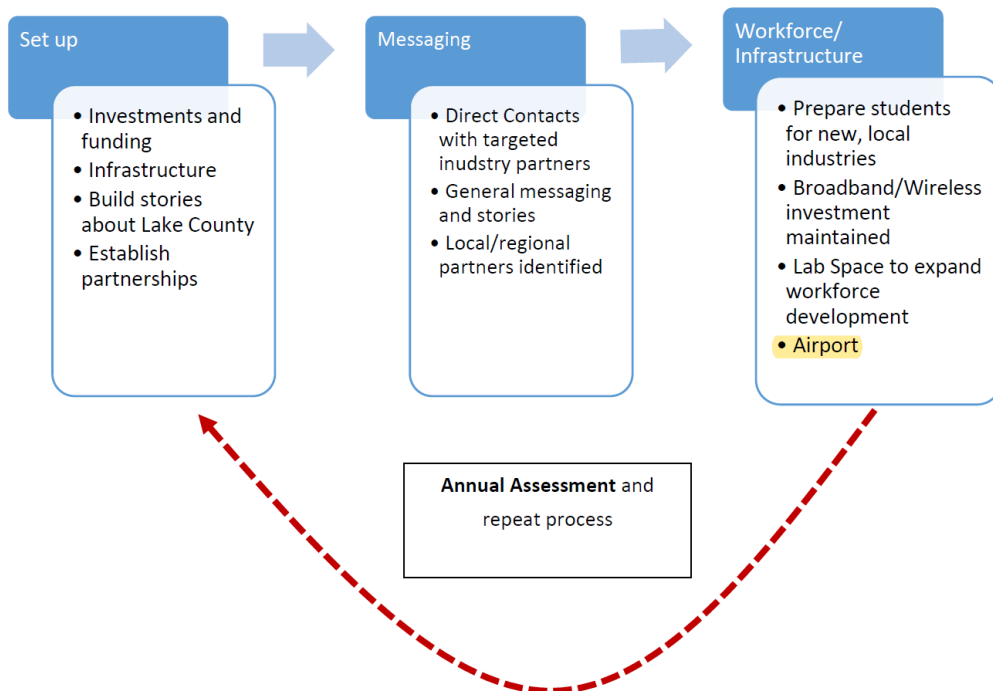 Set up
• Investments and
funding
• Infrastructure
• Build stories
about Lake County
• Establish
partnerships
Messaging
• Direct Contacts
with targeted
inudstry partners
• General messaging
and stories
• Local/regional
partners identified
Workforce/
Infrastructure
• Prepare students
for new, local
industries
• Broadband/Wireless
investment
maintained
• Lab Space to expand
workforce
development
• Airport
Annual Assessment and
repeat process